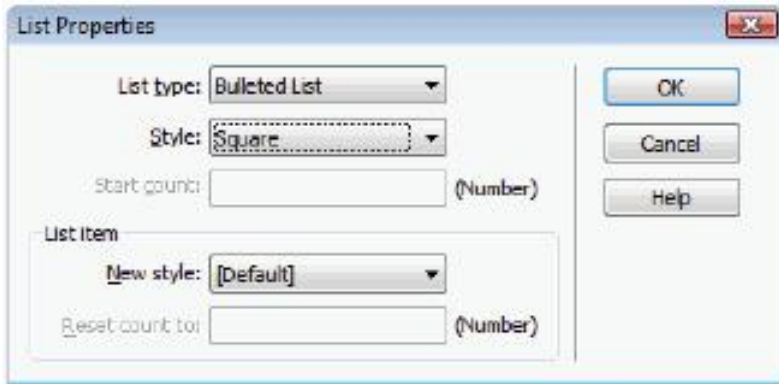 List Properties
List type: Bulleted List
Style: Square
Start count: (Number)
List item
New style: [Default]
Reset count to: (Number)
OK
Cancel
Help